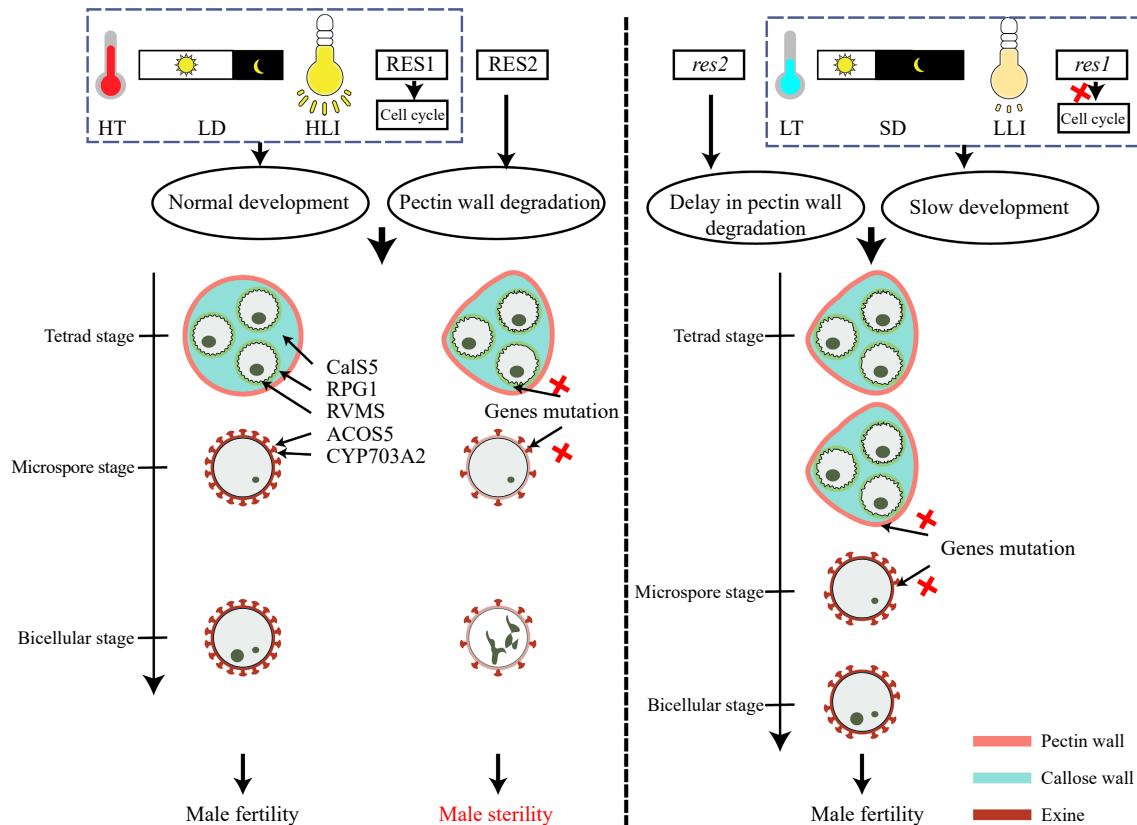 RES1
RES2
Cell cycle
HT
LD
HLI
Normal development
Pectin wall degradation
Tetrad stage
CalS5
RPG1
RVMS
ACOS5
CYP703A2
Genes mutation
Microspore stage
Bicellular stage
Male fertility
Male sterility
res2
res1
Cell cycle
LT
SD
LLI
Delay in pectin wall
degradation
Slow development
Tetrad stage
Genes mutation
Microspore stage
Bicellular stage
Male fertility
Pectin wall
Callose wall
Exine